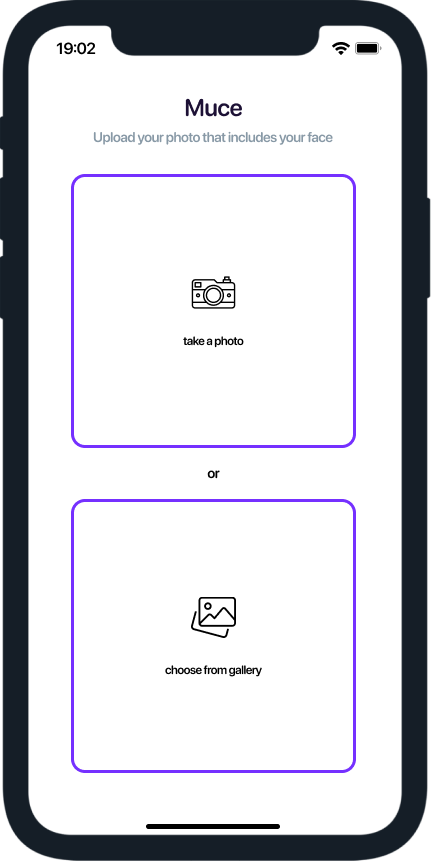 19:02
Muce
Upload your photo that includes your face
take a photo
or
choose from gallery